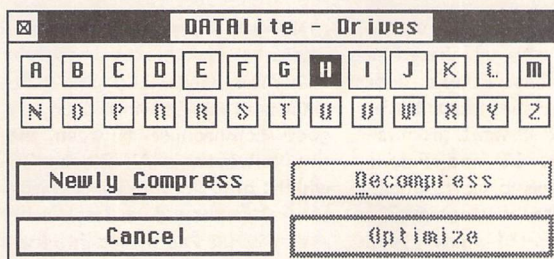 DATAlite - Drives
A B C D E F G H I J K L M
N O P Q R S T U V W X Y Z
Newly Compress Decompress
Cancel Optimize